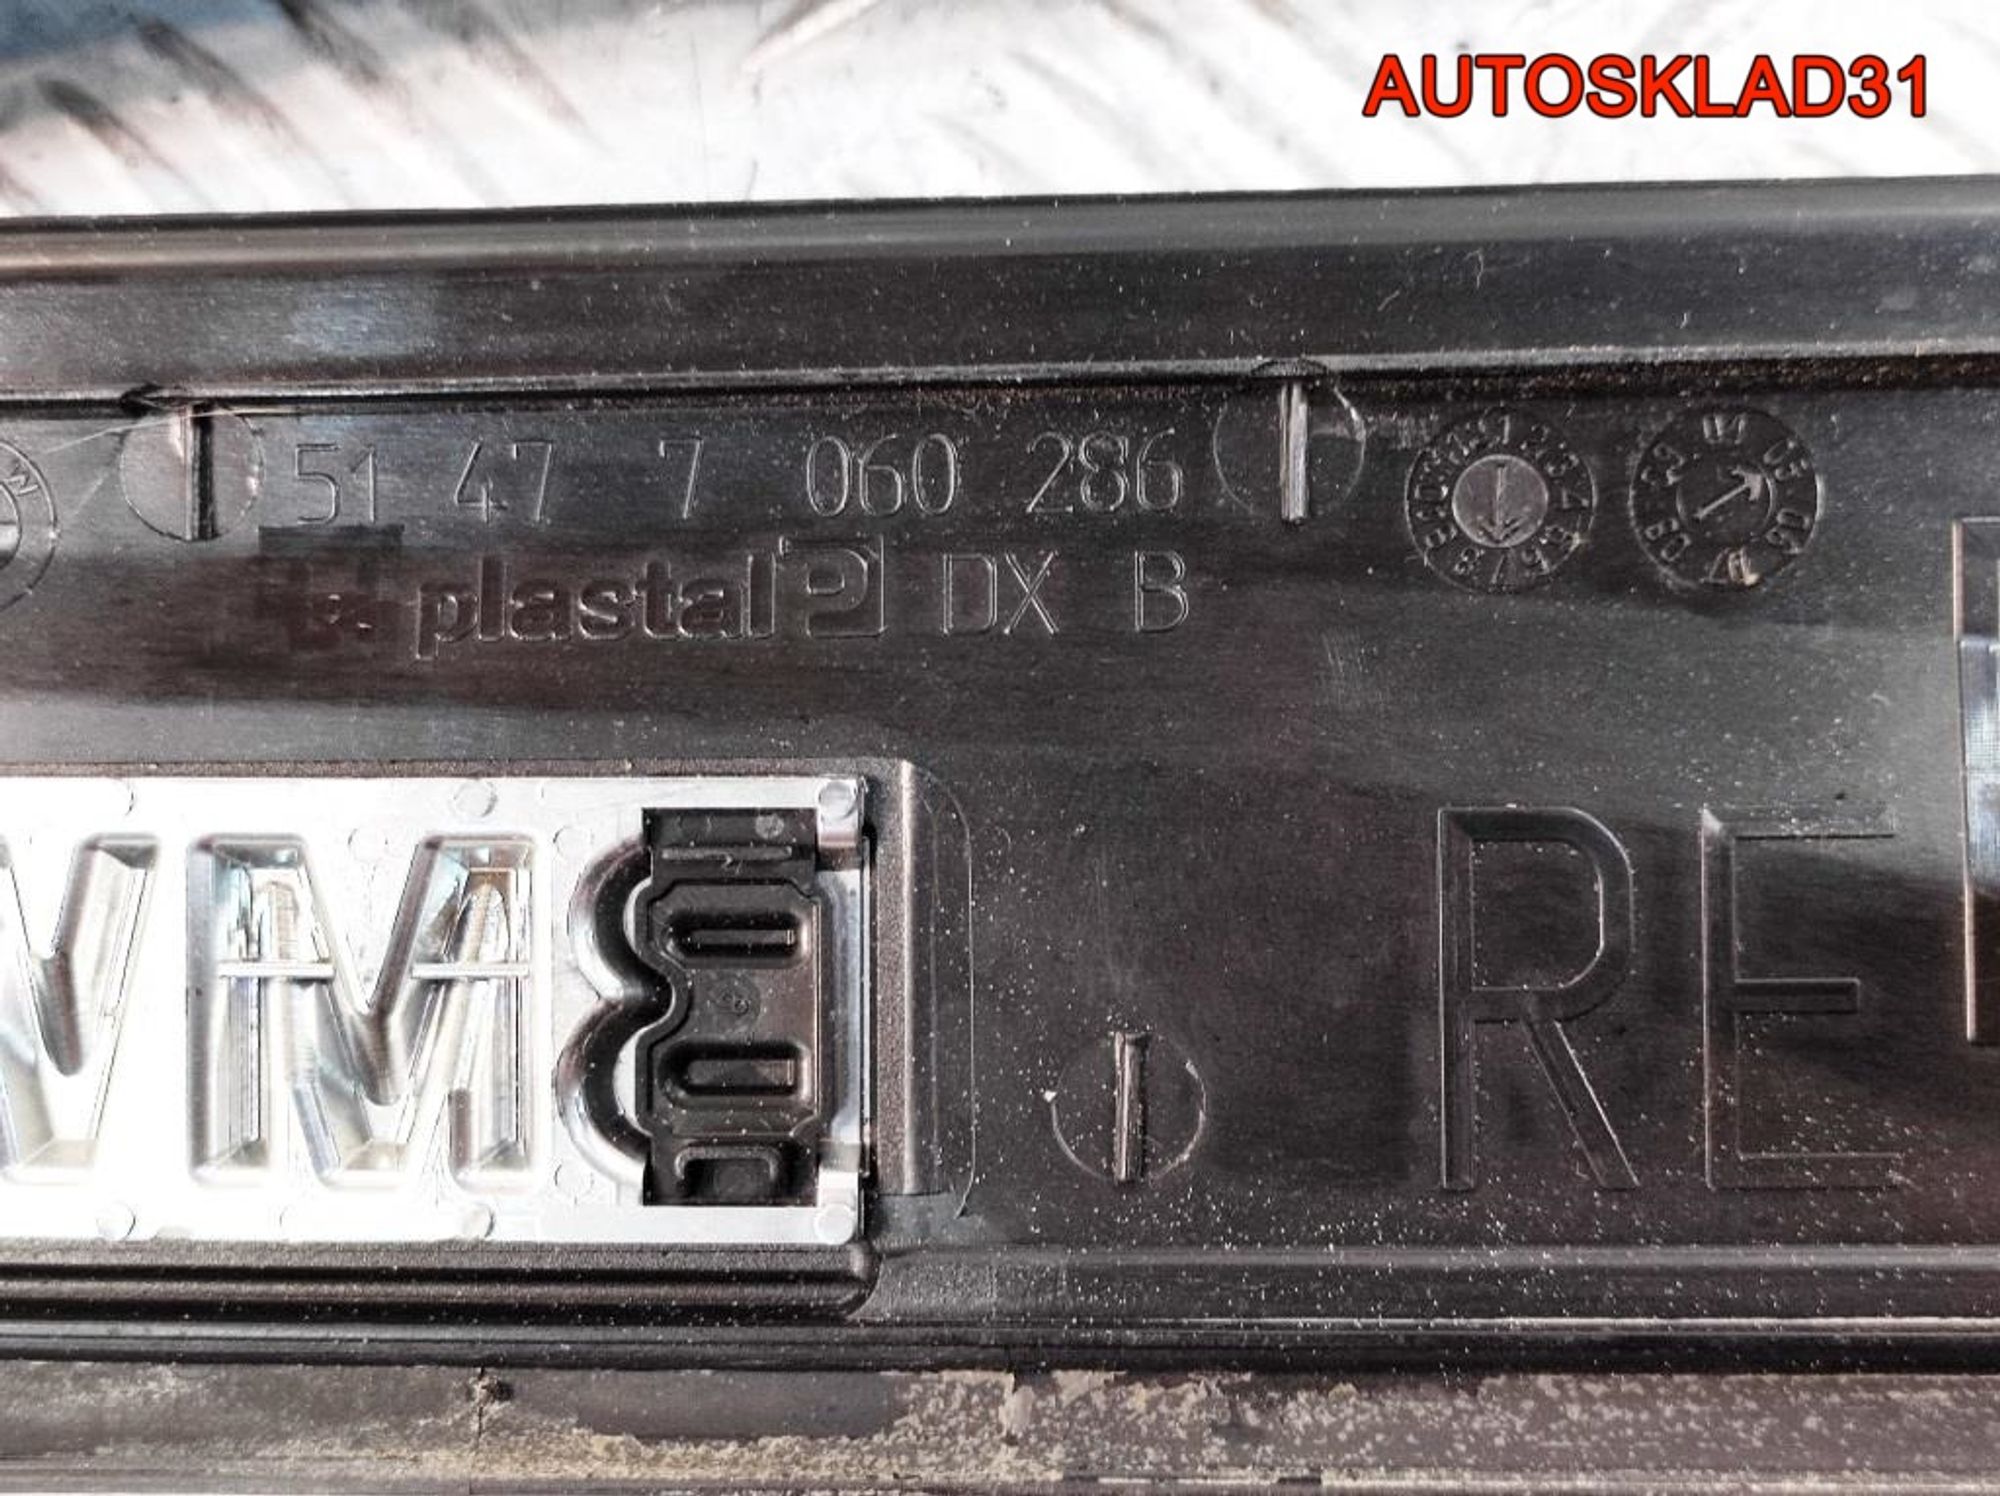 AUTOSKLAD31
51 47 7 060 286
plastal P DX B
RE